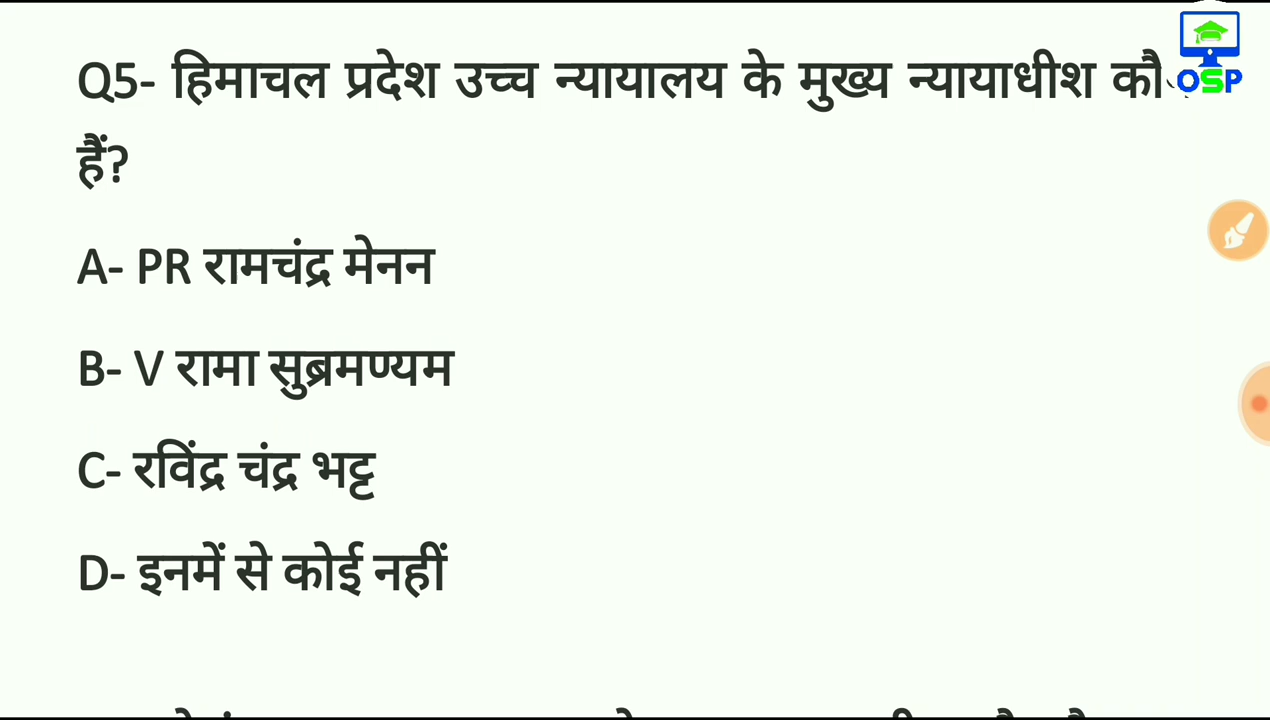 Q5- हिमाचल प्रदेश उच्च न्यायालय के मुख्य न्यायाधीश
OSP
हैं?
A- PR रामचंद्र मेनन
B- V रामा सुब्रमण्यम
C- रविंद्र चंद्र भट्ट
D- इनमें से कोई नहीं